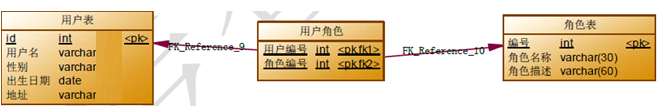 用户表
id int <pk>
用户名 varchar
性别 varchar
出生日期 date
地址 varchar
FK_Reference_9
用户角色
用户编号 int <pk,fk1>
角色编号 int <pk,fk2>
FK_Reference_10
角色表
编号 int <pk>
角色名称 varchar(30)
角色描述 varchar(60)